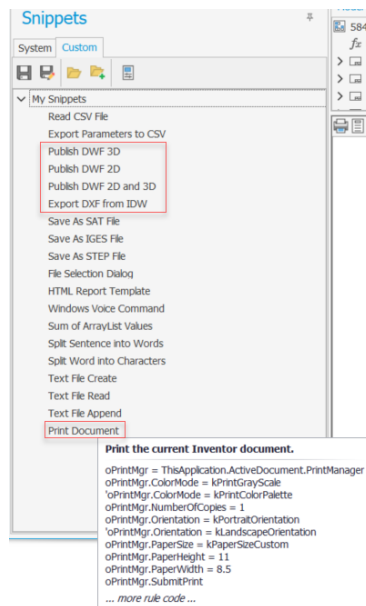 Snippets
System Custom
584
fx
My Snippets
Read CSV File
Export Parameters to CSV
Publish DWF 3D
Publish DWF 2D
Publish DWF 2D and 3D
Export DXF from IDW
Save As SAT File
Save As IGES File
Save As STEP File
File Selection Dialog
HTML Report Template
Windows Voice Command
Sum of ArrayList Values
Split Sentence into Words
Split Word into Characters
Text File Create
Text File Read
Text File Append
Print Document
Print the current Inventor document.
oPrintMgr = ThisApplication.ActiveDocument.PrintManager
oPrintMgr.ColorMode = kPrintGrayScale
'oPrintMgr.ColorMode = kPrintColorPalette
oPrintMgr.NumberOfCopies = 1
oPrintMgr.Orientation = kPortraitOrientation
'oPrintMgr.Orientation = kLandscapeOrientation
oPrintMgr.PaperSize = kPaperSizeCustom
oPrintMgr.PaperHeight = 11
oPrintMgr.PaperWidth = 8.5
oPrintMgr.SubmitPrint
... more rule code ...